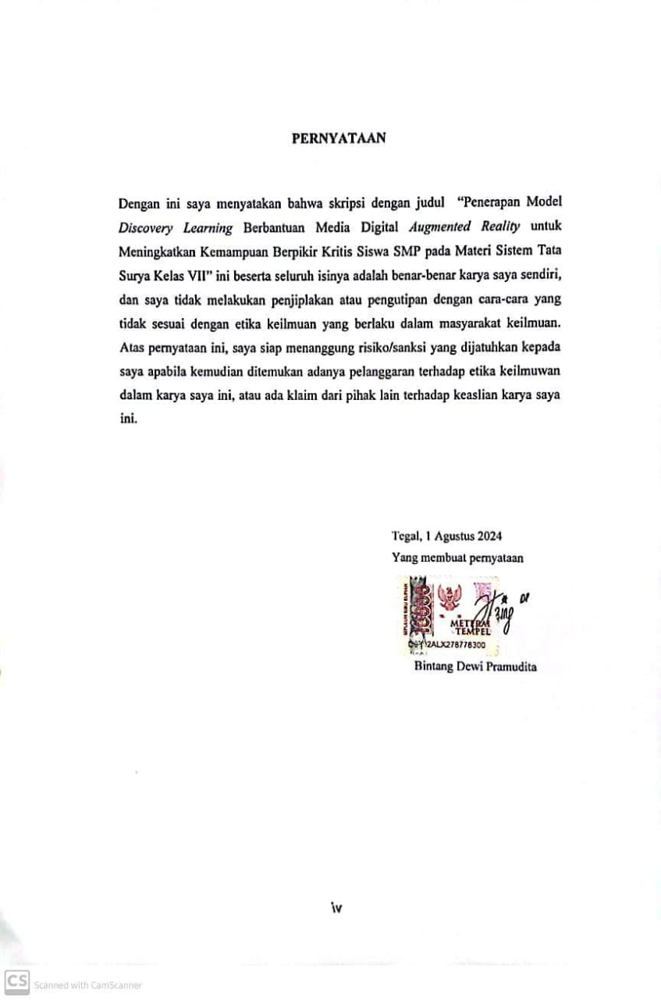 PERNYATAAN
Dengan ini saya menyatakan bahwa skripsi dengan judul “Penerapan Model
Discovery Learning Berbantuan Media Digital Augmented Reality untuk
Meningkatkan Kemampuan Berpikir Kritis Siswa SMP pada Materi Sistem Tata
Surya Kelas VII” ini beserta seluruh isinya adalah benar-benar karya saya sendiri,
dan saya tidak melakukan penjiplakan atau pengutipan dengan cara-cara yang
tidak sesuai dengan etika keilmuan yang berlaku dalam masyarakat keilmuan.
Atas pernyataan ini, saya siap menanggung risiko/sanksi yang dijatuhkan kepada
saya apabila kemudian ditemukan adanya pelanggaran terhadap etika keilmuwan
dalam karya saya ini, atau ada klaim dari pihak lain terhadap keaslian karya saya
ini.
Tegal, 1 Agustus 2024
Yang membuat pernyataan
METERAI
TEMPEL
2ALX278778300
Bintang Dewi Pramudita
iv
CS Scanned with CamScanner